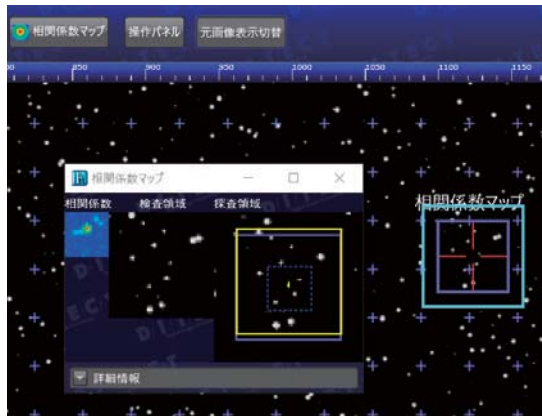 相関係数マップ 操作パネル 元画像表示切替
850 900 950 1000 1050 1100 1150
相関係数マップ
相関係数マップ
相関係数 検査領域 探査領域
詳細情報